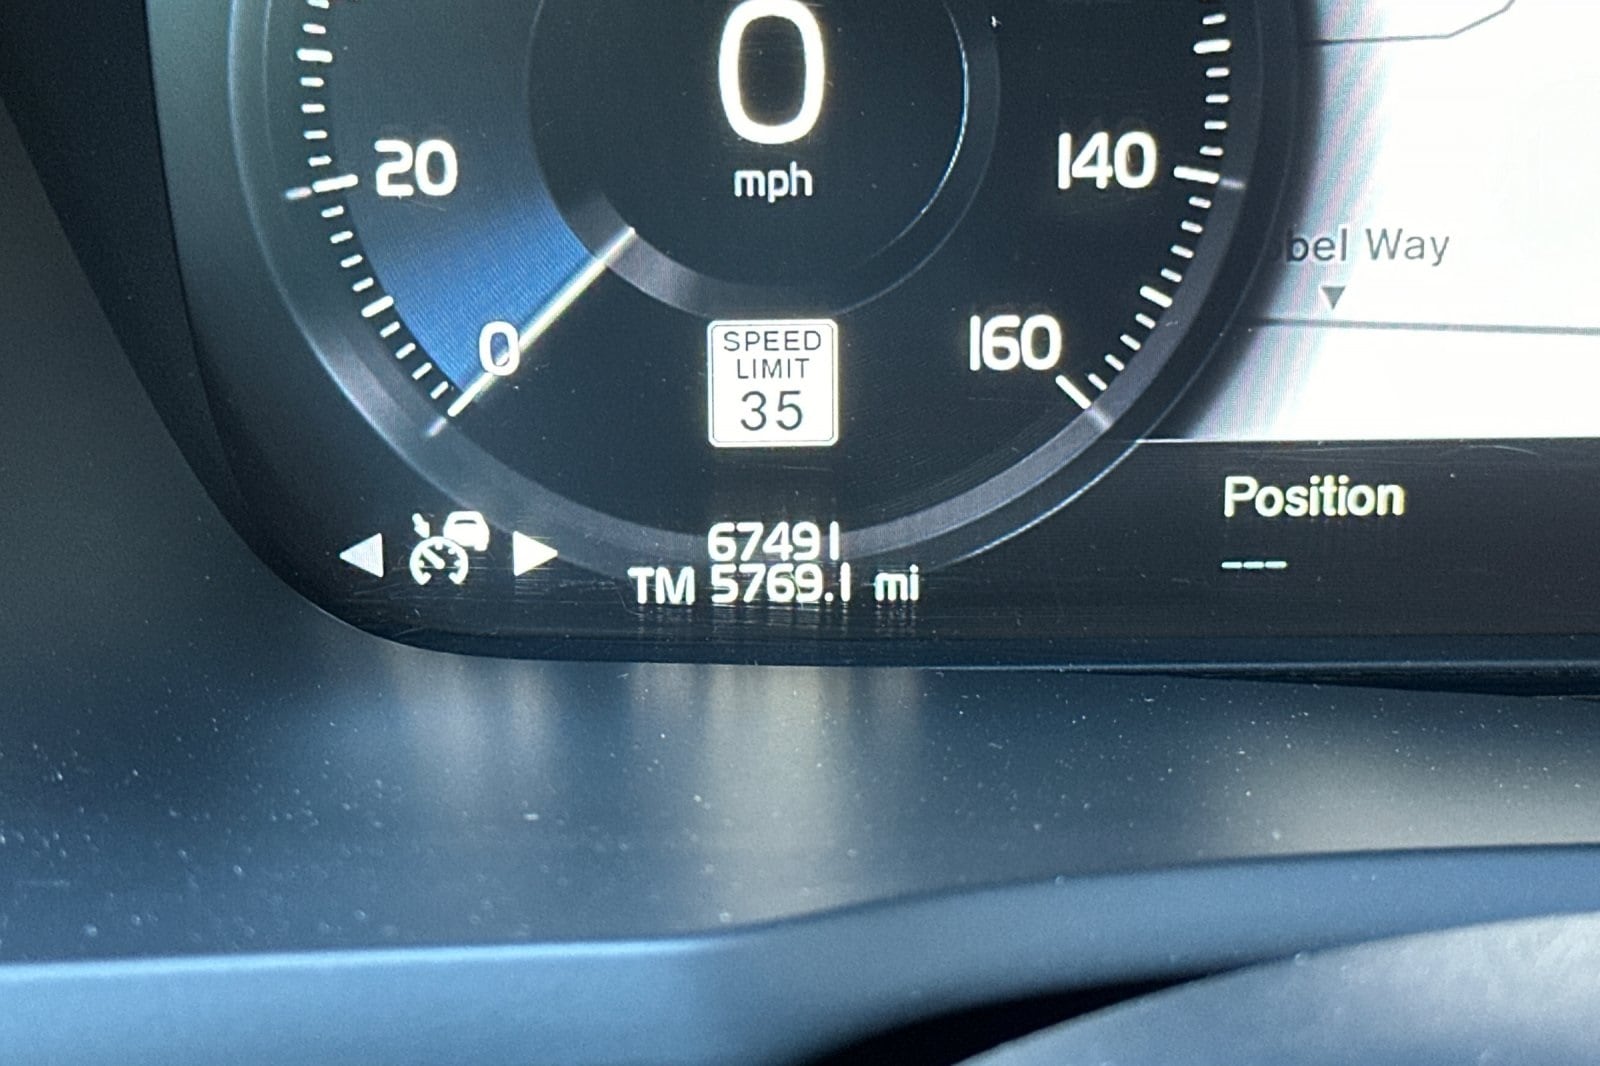 0
mph
20
140
bel Way
0
160
SPEED
LIMIT
35
Position
---
67491
TM 5769.1 mi